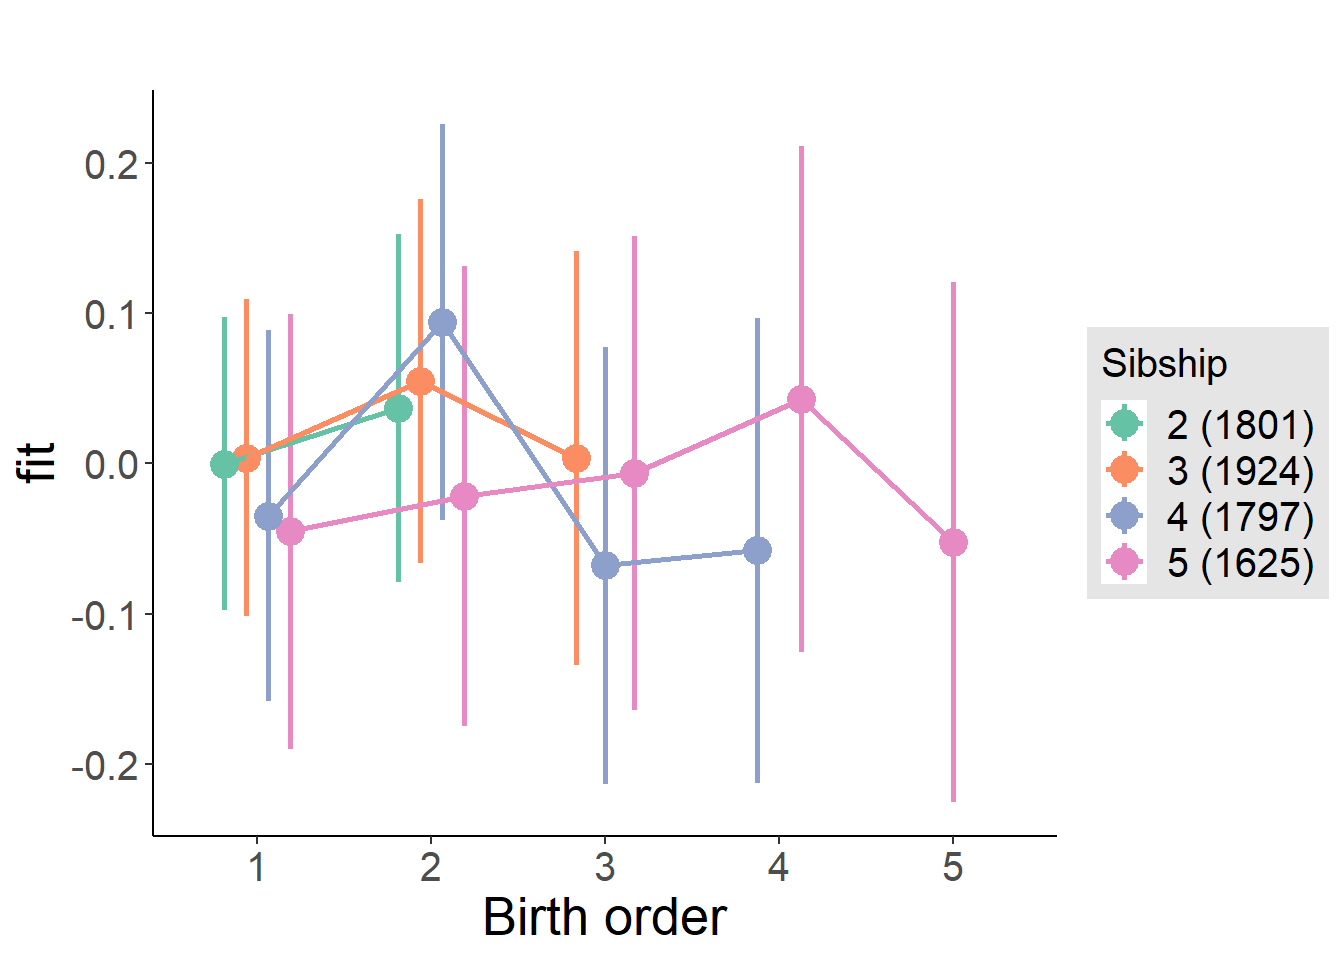 0.2
0.1
0.0
-0.1
-0.2
fit
1 2 3 4 5
Birth order
Sibship
2 (1801)
3 (1924)
4 (1797)
5 (1625)